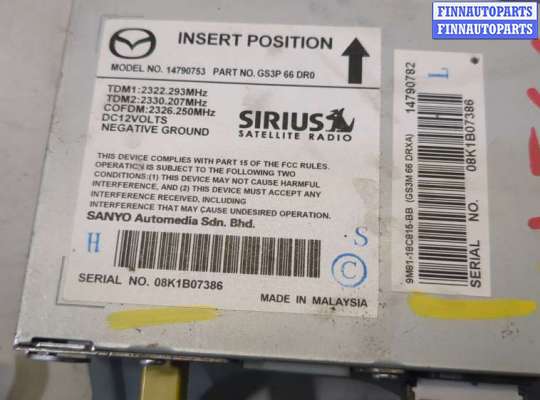 FINNAUTOPARTS
FINNAUTOPARTS
INSERT POSITION
MODEL NO. 14790753 PART NO. GS3P 66 DR0
TDM1:2322.293MHz
TDM2:2330.207MHz
COFDM:2326.250MHz
DC12VOLTS
NEGATIVE GROUND
SIRIUS
SATELLITE RADIO
THIS DEVICE COMPLIES WITH PART 15 OF THE FCC RULES.
OPERATION IS SUBJECT TO THE FOLLOWING TWO
CONDITIONS:(1) THIS DEVICE MAY NOT CAUSE HARMFUL
INTERFERENCE, AND (2) THIS DEVICE MUST ACCEPT ANY
INTERFERENCE RECEIVED, INCLUDING
INTERFERENCE THAT MAY CAUSE UNDESIRED OPERATION.
SANYO Automedia Sdn. Bhd.
H
S
C
SERIAL NO. 08K1B07386
MADE IN MALAYSIA
9M81-18C815-BB (GS3M 66 DRXA) 14790782
L
SERIAL NO. 08K1B07386